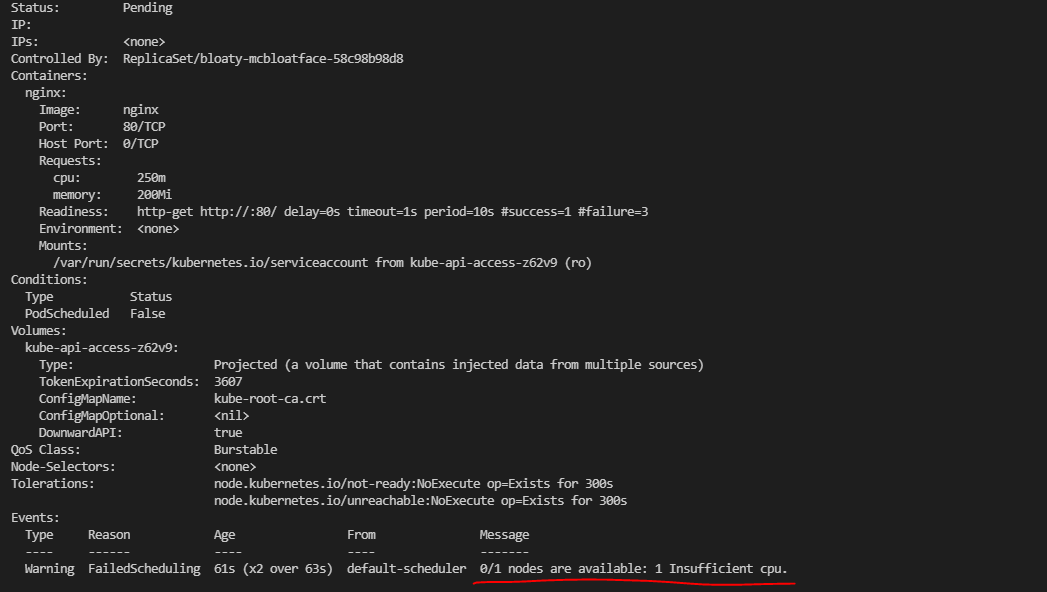 Status: Pending
IP:
IPs: <none>
Controlled By: ReplicaSet/bloaty-mcbloatface-58c98b98d8
Containers:
nginx:
Image: nginx
Port: 80/TCP
Host Port: 0/TCP
Requests:
cpu: 250m
memory: 200Mi
Readiness: http-get http://:80/ delay=0s timeout=1s period=10s #success=1 #failure=3
Environment: <none>
Mounts:
/var/run/secrets/kubernetes.io/serviceaccount from kube-api-access-z62v9 (ro)
Conditions:
Type Status
PodScheduled False
Volumes:
kube-api-access-z62v9:
Type: Projected (a volume that contains injected data from multiple sources)
TokenExpirationSeconds: 3607
ConfigMapName: kube-root-ca.crt
ConfigMapOptional: <nil>
DownwardAPI: true
QoS Class: Burstable
Node-Selectors: <none>
Tolerations: node.kubernetes.io/not-ready:NoExecute op=Exists for 300s
node.kubernetes.io/unreachable:NoExecute op=Exists for 300s
Events:
Type Reason Age From Message
---- ------ ---- ---- -------
Warning FailedScheduling 61s (x2 over 63s) default-scheduler 0/1 nodes are available: 1 Insufficient cpu.